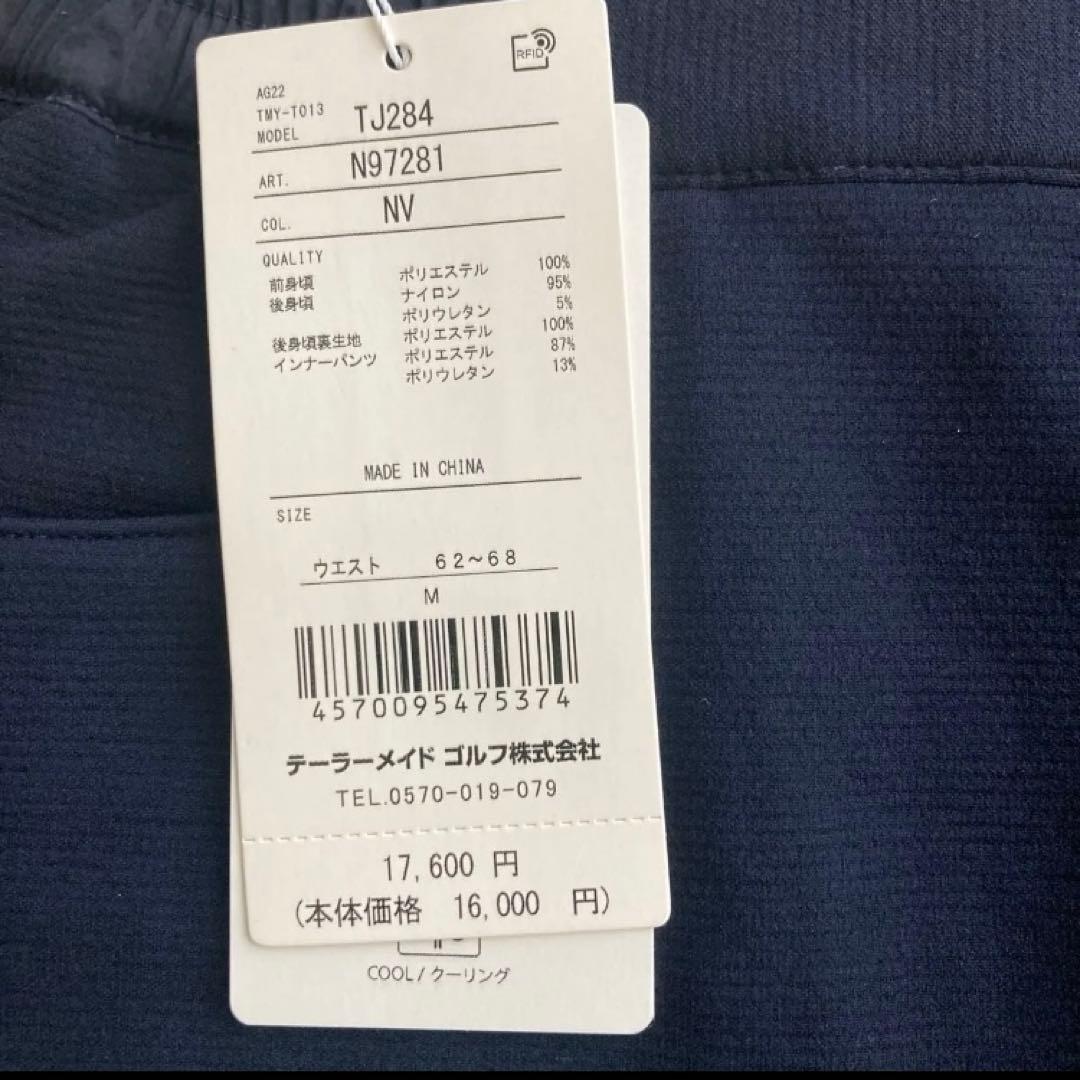 RFID
AG22
TMY-T013
MODEL TJ284
ART. N97281
COL. NV
QUALITY
前身頃 ポリエステル 100%
後身頃 ナイロン 95%
ポリウレタン 5%
後身頃裏生地 ポリエステル 100%
インナーパンツ ポリエステル 87%
ポリウレタン 13%
MADE IN CHINA
SIZE
ウエスト 62~68
M
4570095475374
テーラーメイド ゴルフ株式会社
TEL.0570-019-079
17,600 円
(本体価格 16,000 円)
COOL/クーリング